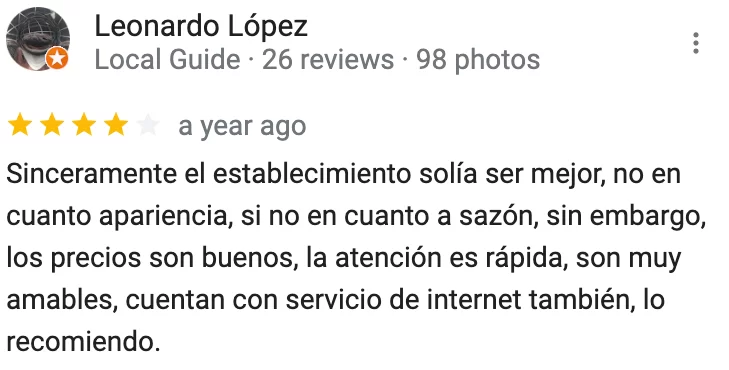 Leonardo López
Local Guide · 26 reviews · 98 photos
a year ago
Sinceramente el establecimiento solía ser mejor, no en
cuanto apariencia, si no en cuanto a sazón, sin embargo,
los precios son buenos, la atención es rápida, son muy
amables, cuentan con servicio de internet también, lo
recomiendo.